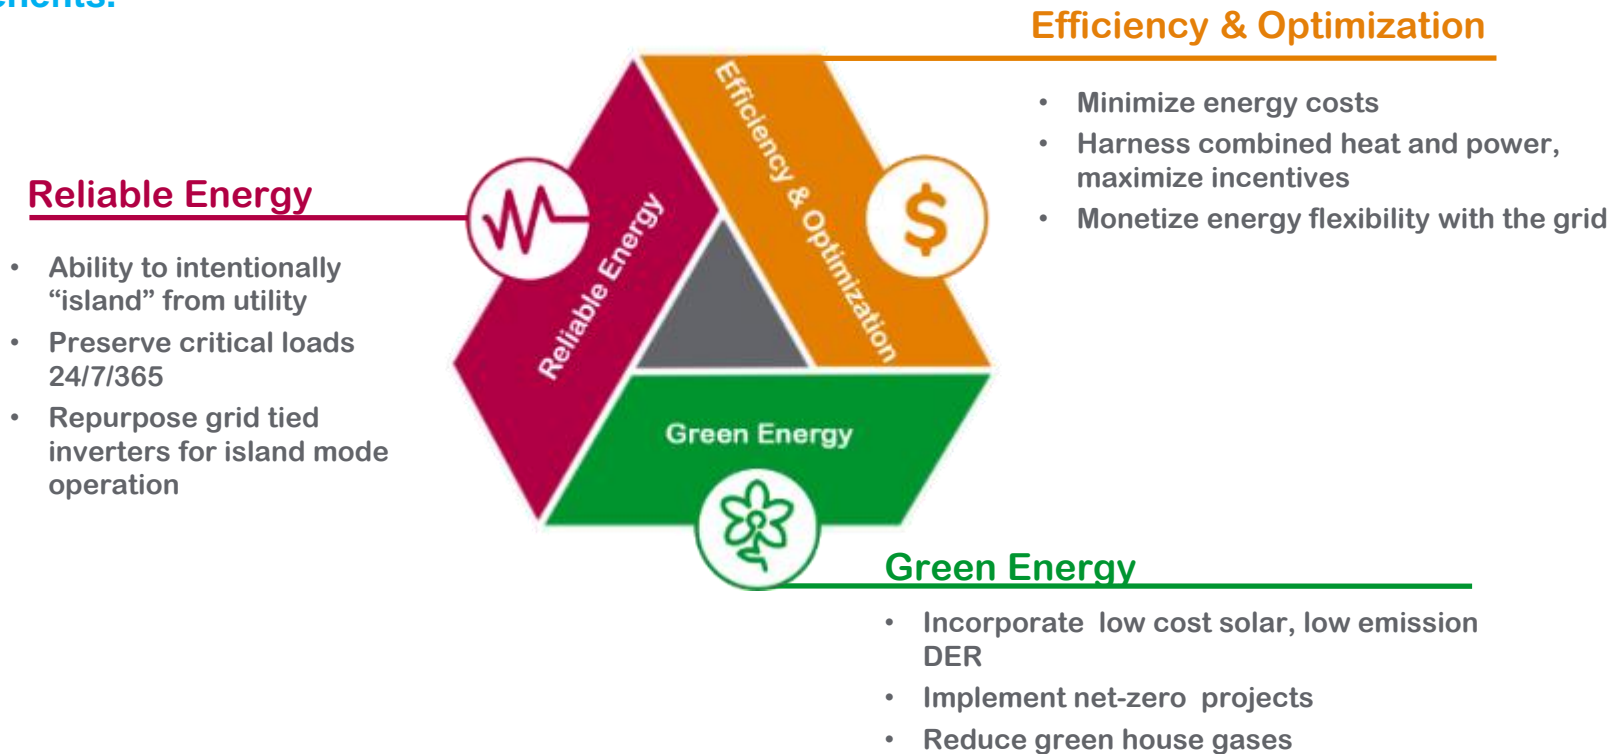 Efficiency & Optimization
• Minimize energy costs
• Harness combined heat and power,
maximize incentives
• Monetize energy flexibility with the grid
Reliable Energy
• Ability to intentionally
“island” from utility
• Preserve critical loads
24/7/365
• Repurpose grid tied
inverters for island mode
operation
Reliable Energy
Efficiency & Optimization
$
Green Energy
Green Energy
• Incorporate low cost solar, low emission
DER
• Implement net-zero projects
• Reduce green house gases